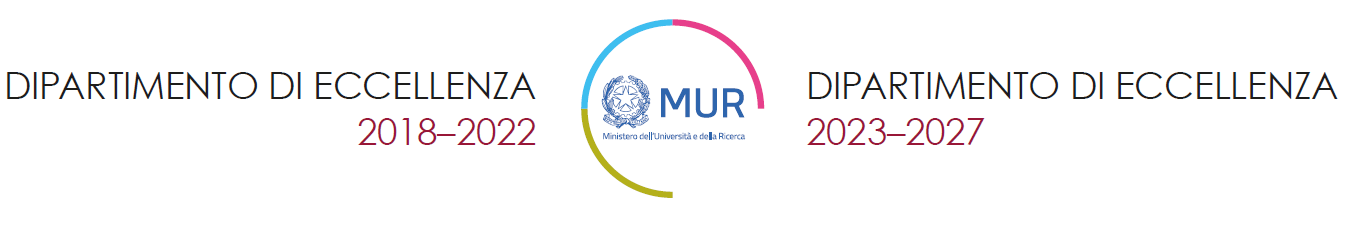 DIPARTIMENTO DI ECCELLENZA
2018–2022
MUR
Ministero dell'Università e della Ricerca
DIPARTIMENTO DI ECCELLENZA
2023–2027